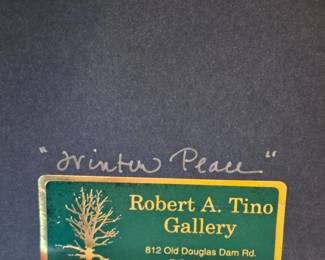 "Winter Peace"
Robert A. Tino
Gallery
812 Old Douglas Dam Rd.